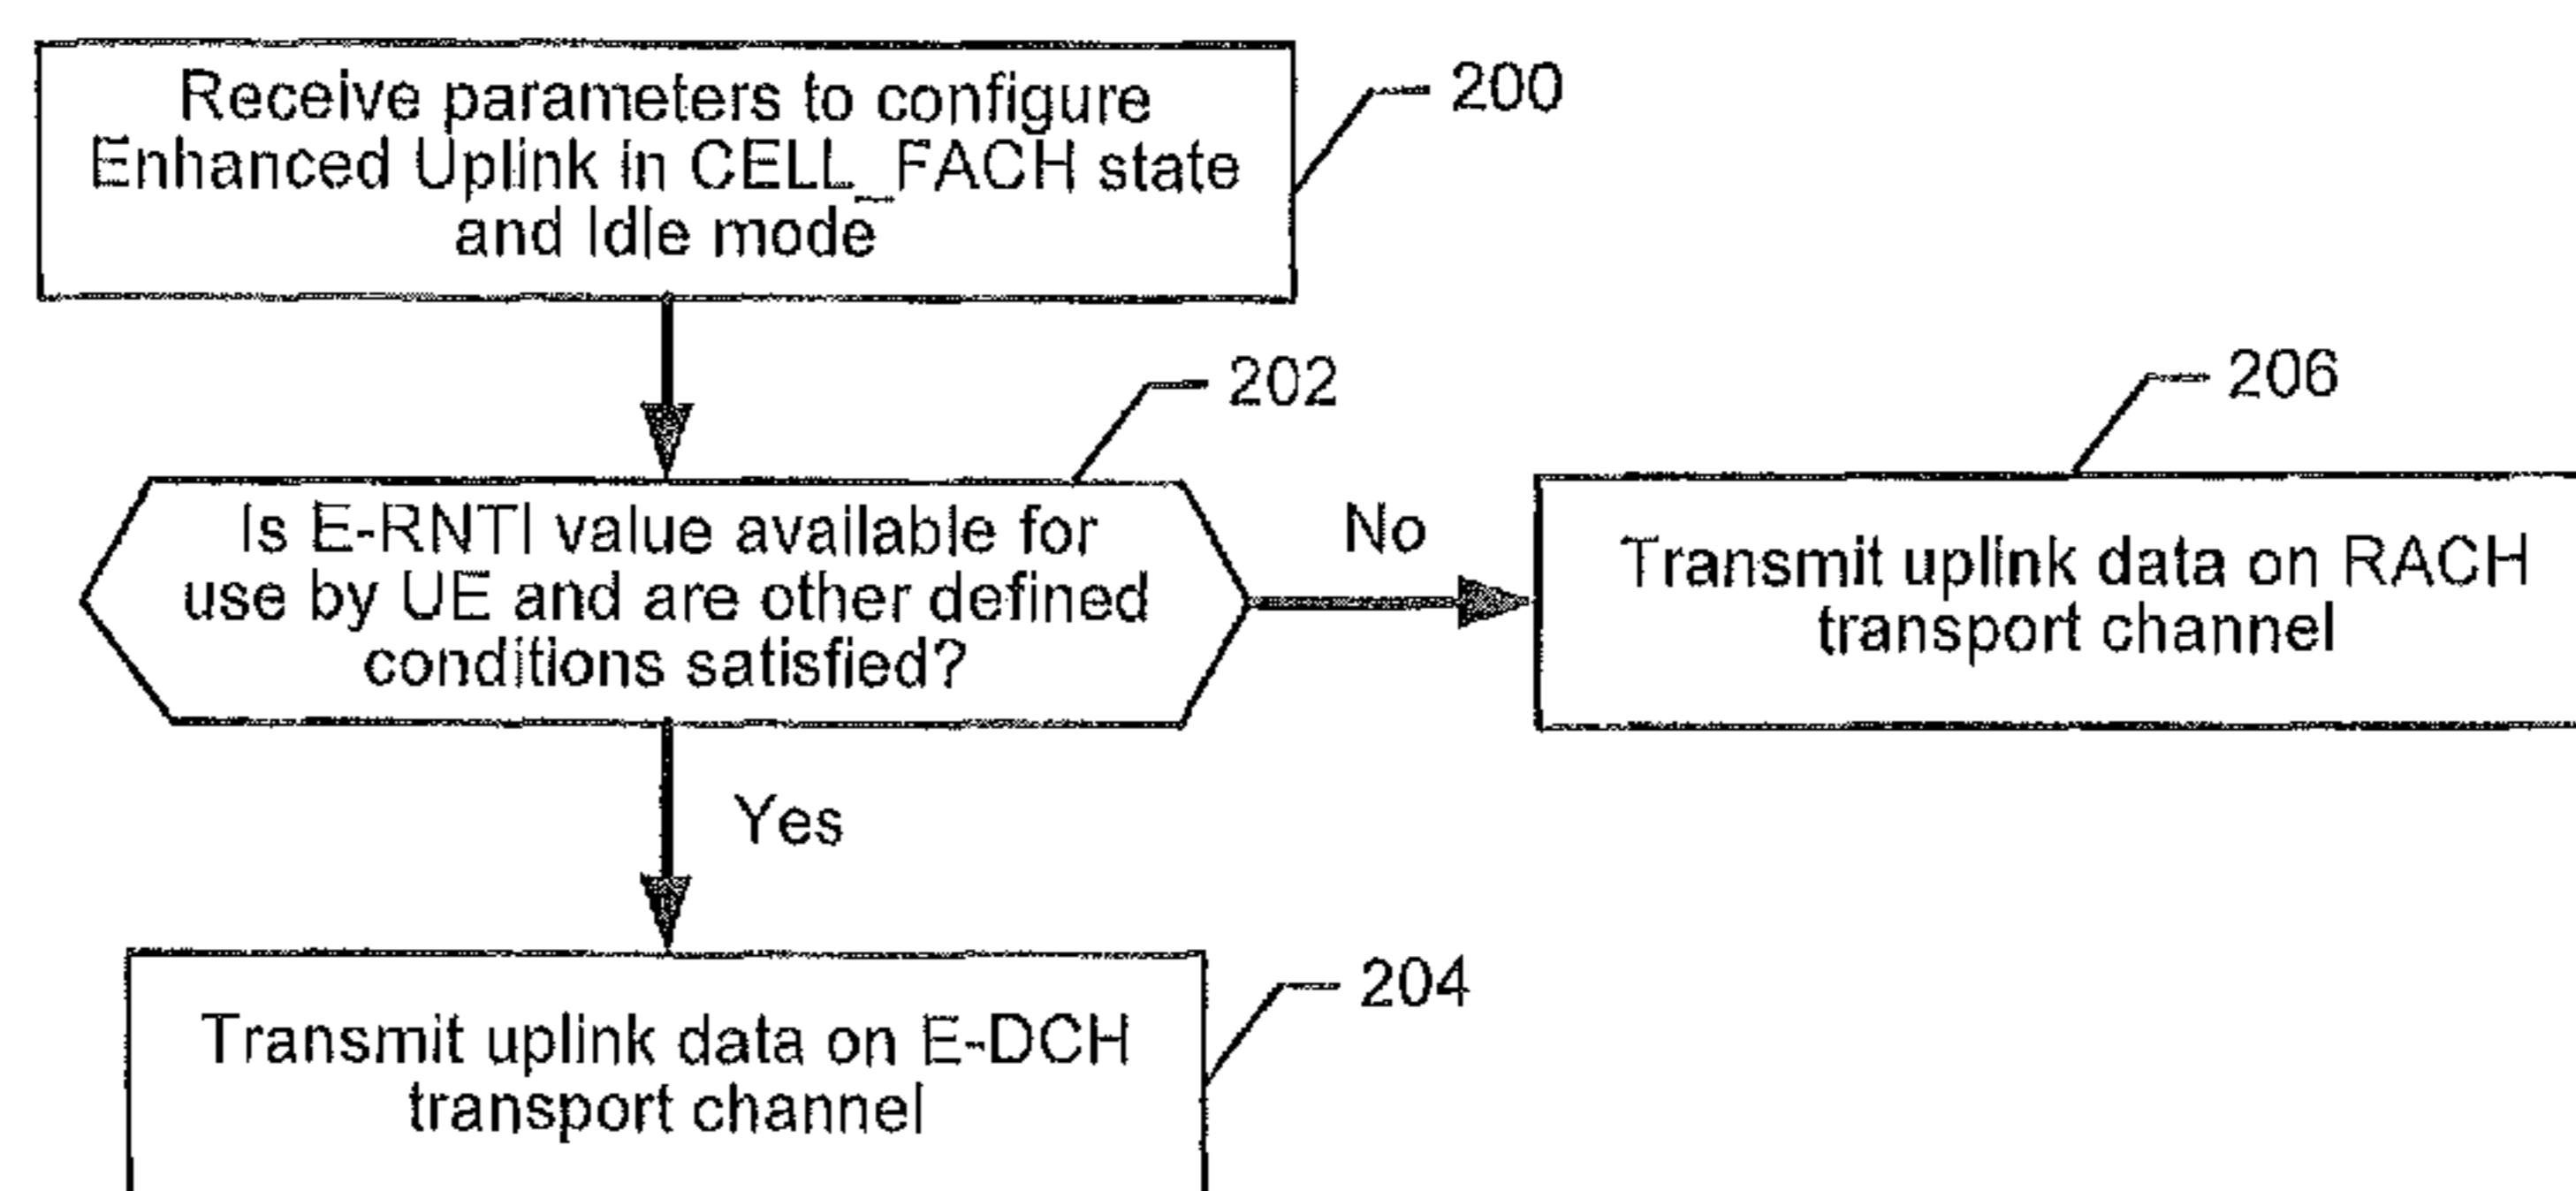 Receive parameters to configure
Enhanced Uplink in CELL_FACH state
and Idle mode
200
202
Is E-RNTI value available for
use by UE and are other defined
conditions satisfied?
No
206
Transmit uplink data on RACH
transport channel
Yes
204
Transmit uplink data on E-DCH
transport channel